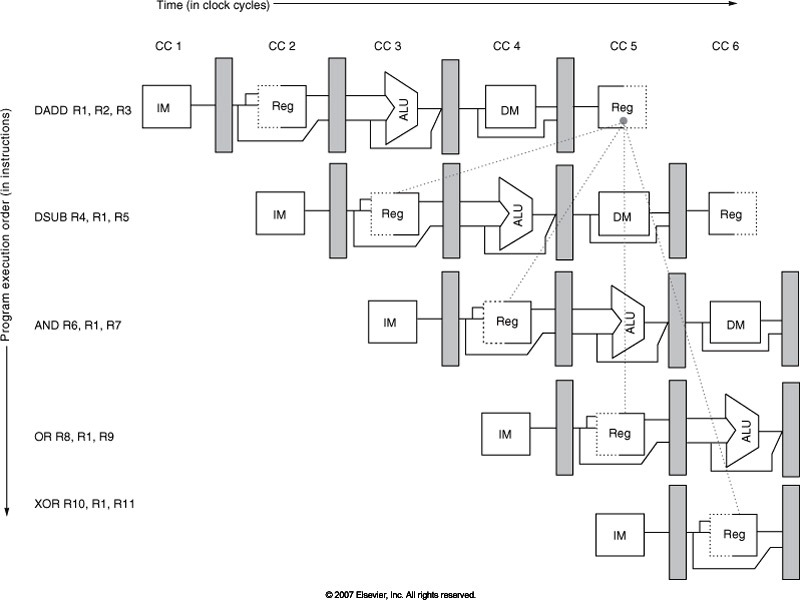 Time (in clock cycles)
CC 1 CC 2 CC 3 CC 4 CC 5 CC 6
Program execution order (in instructions)
DADD R1, R2, R3 IM Reg ALU DM Reg
DSUB R4, R1, R5 IM Reg ALU DM Reg
AND R6, R1, R7 IM Reg ALU DM
OR R8, R1, R9 IM Reg ALU
XOR R10, R1, R11 IM Reg
© 2007 Elsevier, Inc. All rights reserved.